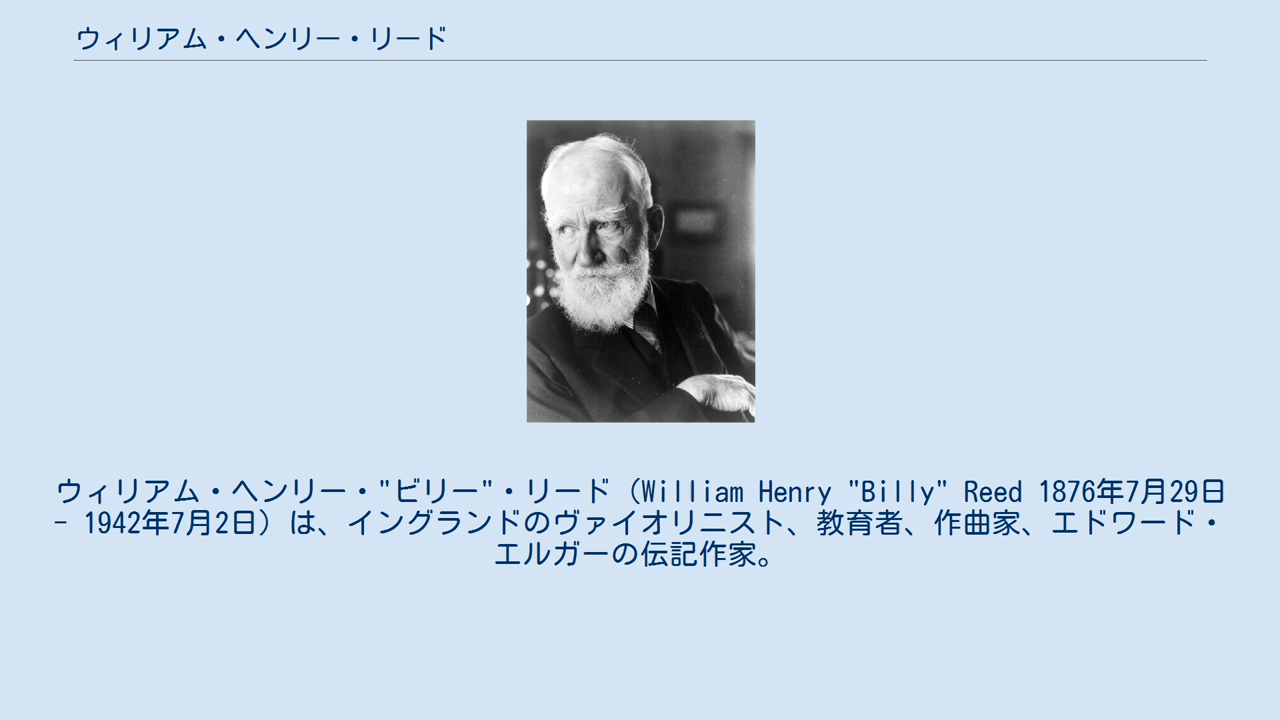 ウィリアム・ヘンリー・リード
ウィリアム・ヘンリー・"ビリー"・リード（William Henry "Billy" Reed 1876年7月29日
- 1942年7月2日）は、イングランドのヴァイオリニスト、教育者、作曲家、エドワード・
エルガーの伝記作家。